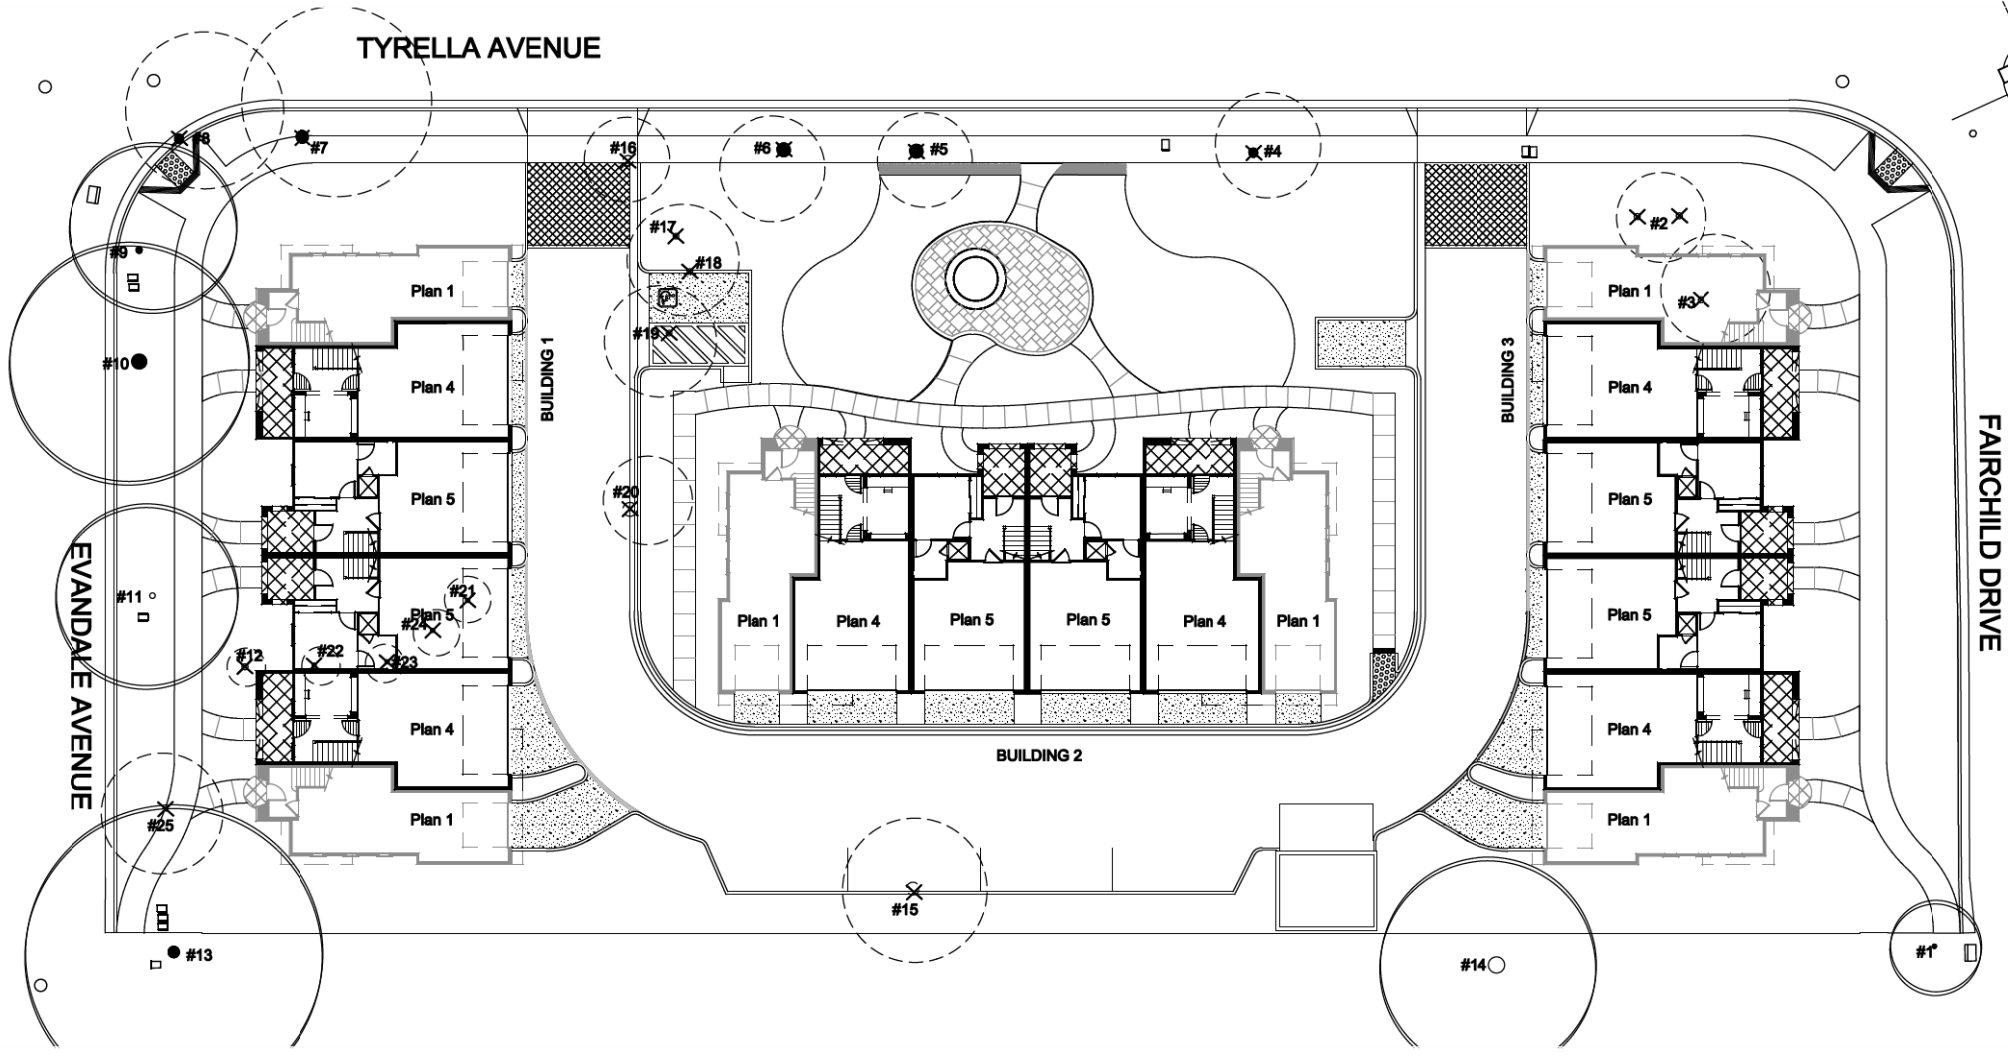 TYRELLA AVENUE
#8
#7
#16
#6
#5
#4
#2
#17
#18
#9
#3
Plan 1
Plan 1
#19
BUILDING 1
BUILDING 3
#10
Plan 4
Plan 4
FAIRCHILD DRIVE
#20
Plan 5
Plan 5
EVANDALE AVENUE
#11
#21
Plan 5
#24
Plan 5
Plan 1
Plan 4
Plan 5
Plan 5
Plan 4
Plan 1
#12
#22
#23
Plan 4
Plan 4
BUILDING 2
#25
Plan 1
Plan 1
#15
#13
#14
#1